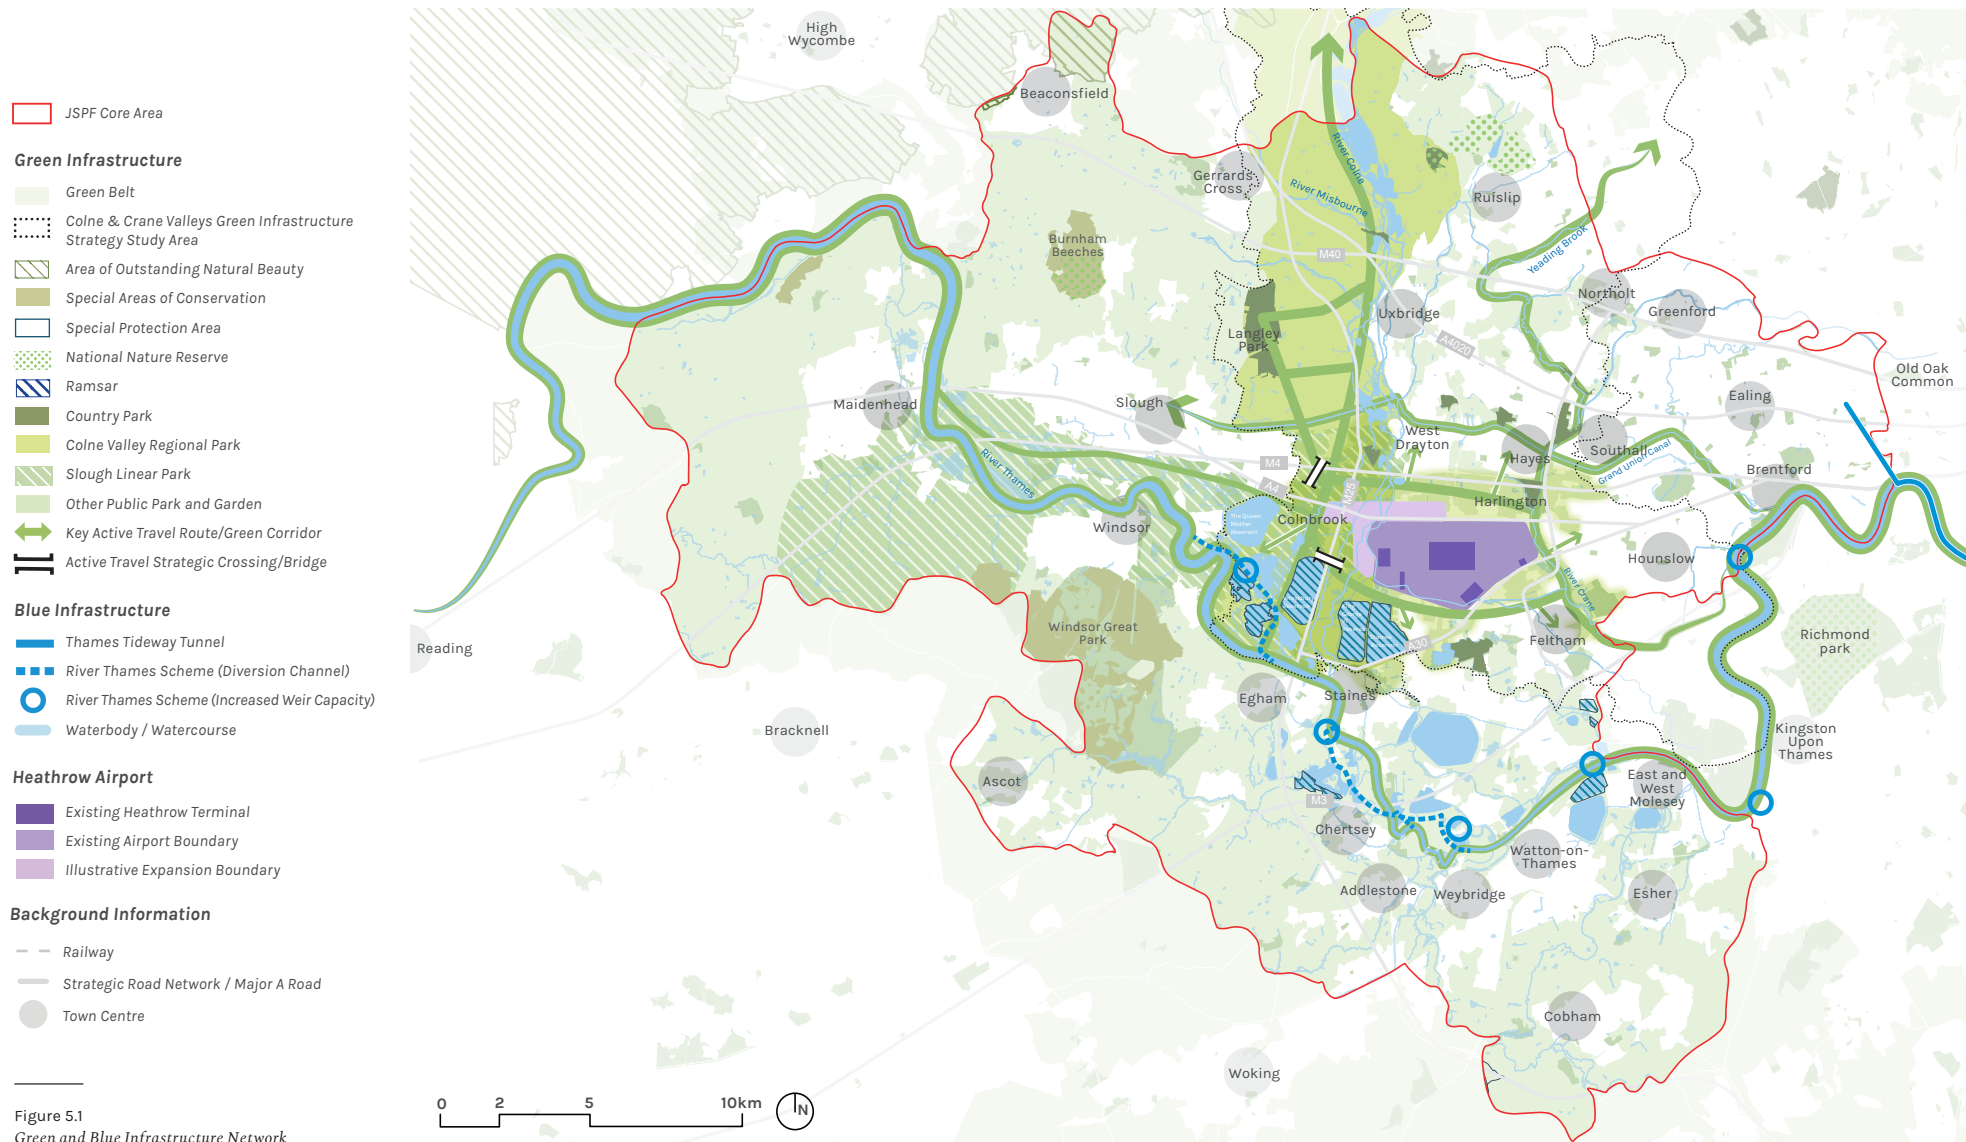 JSPF Core Area
Green Infrastructure
Green Belt
Colne & Crane Valleys Green Infrastructure
Strategy Study Area
Area of Outstanding Natural Beauty
Special Areas of Conservation
Special Protection Area
National Nature Reserve
Ramsar
Country Park
Colne Valley Regional Park
Slough Linear Park
Other Public Park and Garden
Key Active Travel Route/Green Corridor
Active Travel Strategic Crossing/Bridge
Blue Infrastructure
Thames Tideway Tunnel
River Thames Scheme (Diversion Channel)
River Thames Scheme (Increased Weir Capacity)
Waterbody / Watercourse
Heathrow Airport
Existing Heathrow Terminal
Existing Airport Boundary
Illustrative Expansion Boundary
Background Information
Railway
Strategic Road Network / Major A Road
Town Centre
Figure 5.1
Green and Blue Infrastructure Network
High
Wycombe
Beaconsfield
Gerrards
Cross
River Colne
River Misbourne
Ruislip
Burnham
Beeches
M40
Yeading Brook
Northolt
Greenford
Uxbridge
Langley
Park
A4020
Old Oak
Common
Maidenhead
Slough
Ealing
West
Drayton
Hayes
Southall
Grand Union Canal
Brentford
River Thames
M4
A4
M25
Harlington
Windsor
The Queen
Mother
Reservoir
Colnbrook
Hounslow
River Crane
Windsor Great
Park
Feltham
A30
Richmond
park
Reading
Egham
Staines
Bracknell
Kingston
Upon
Thames
Ascot
East and
West
Molesey
M3
Chertsey
Watton-on-
Thames
Addlestone
Weybridge
Esher
Cobham
Woking
0
2
5
10km
N